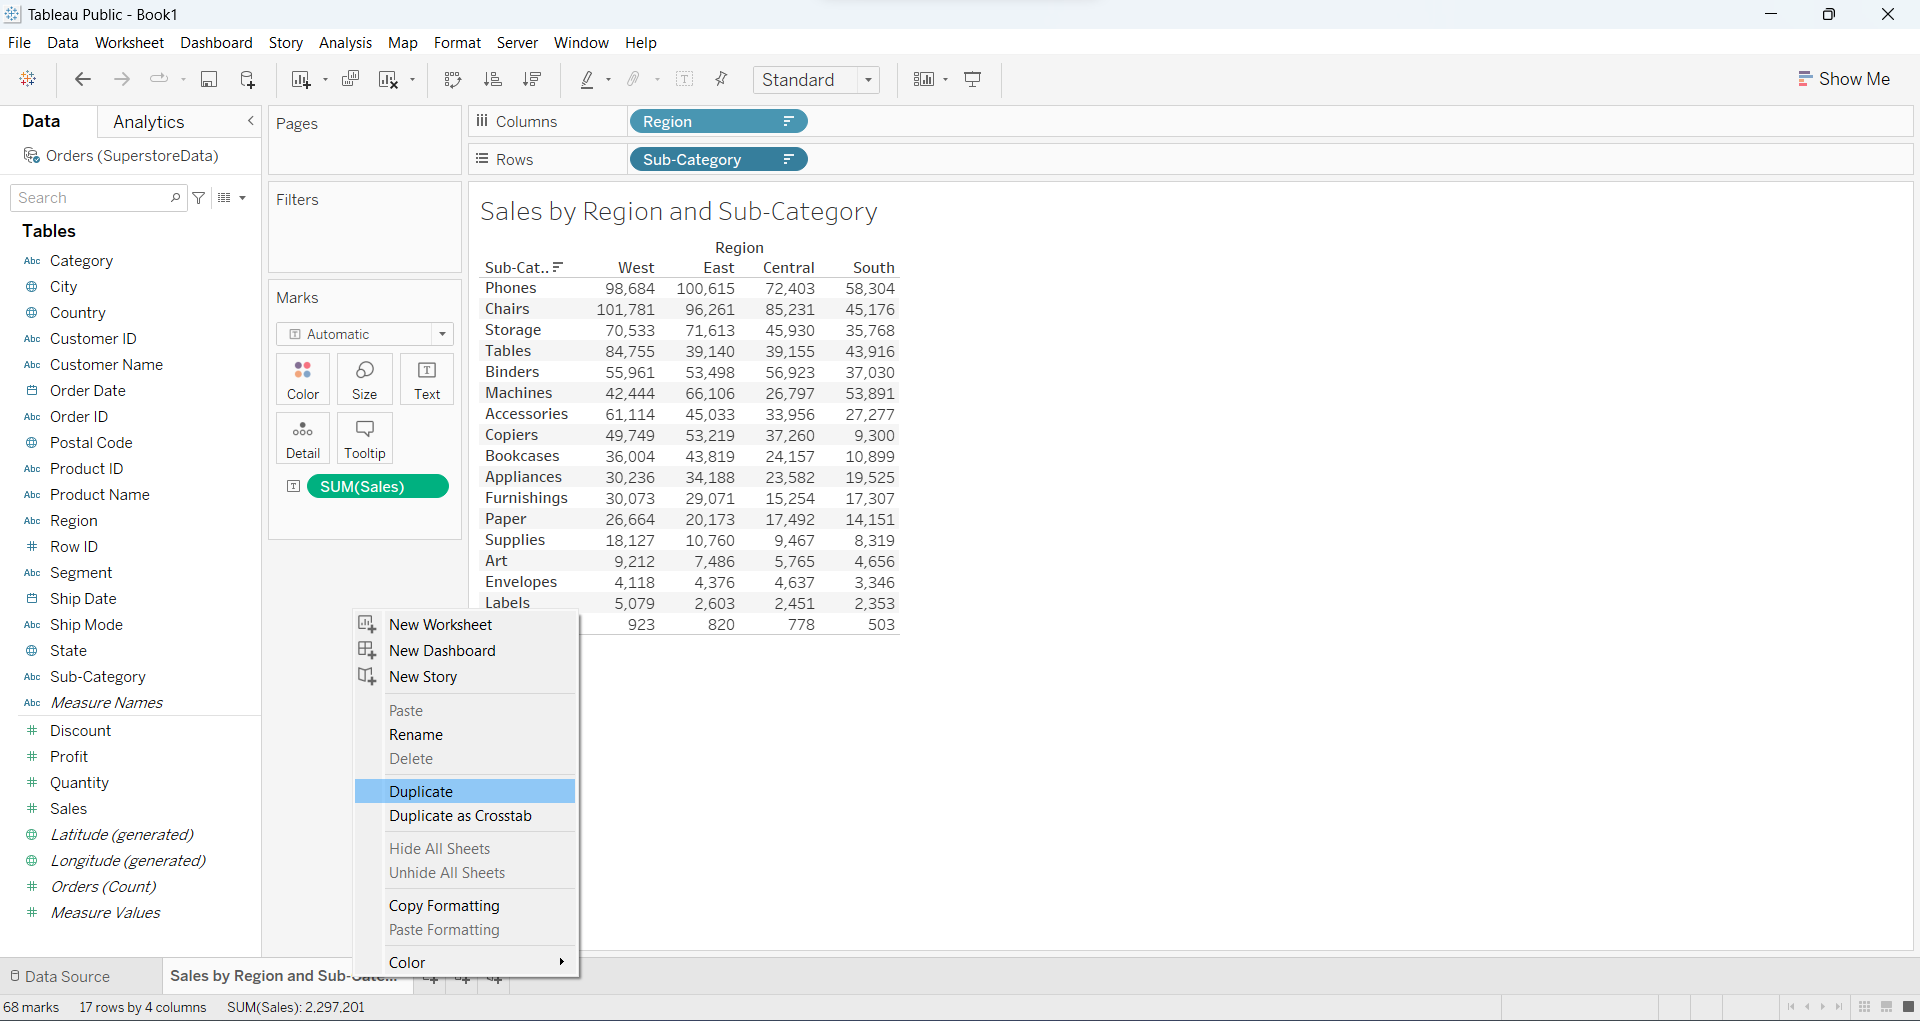 Tableau Public - Book1
File Data Worksheet Dashboard Story Analysis Map Format Server Window Help
Standard
Show Me
Data Analytics
Orders (SuperstoreData)
Search
Tables
Abc Category
City
Country
Abc Customer ID
Abc Customer Name
Order Date
Abc Order ID
Postal Code
Abc Product ID
Abc Product Name
Abc Region
# Row ID
Abc Segment
Ship Date
Abc Ship Mode
State
Abc Sub-Category
Abc Measure Names
# Discount
# Profit
# Quantity
# Sales
Latitude (generated)
Longitude (generated)
# Orders (Count)
# Measure Values
Pages
Filters
Marks
T Automatic
Color Size Text
Detail Tooltip
T SUM(Sales)
Columns Region
Rows Sub-Category
Sales by Region and Sub-Category
Region
Sub-Cat.. West East Central South
Phones 98,684 100,615 72,403 58,304
Chairs 101,781 96,261 85,231 45,176
Storage 70,533 71,613 45,930 35,768
Tables 84,755 39,140 39,155 43,916
Binders 55,961 53,498 56,923 37,030
Machines 42,444 66,106 26,797 53,891
Accessories 61,114 45,033 33,956 27,277
Copiers 49,749 53,219 37,260 9,300
Bookcases 36,004 43,819 24,157 10,899
Appliances 30,236 34,188 23,582 19,525
Furnishings 30,073 29,071 15,254 17,307
Paper 26,664 20,173 17,492 14,151
Supplies 18,127 10,760 9,467 8,319
Art 9,212 7,486 5,765 4,656
Envelopes 4,118 4,376 4,637 3,346
Labels 5,079 2,603 2,451 2,353
923 820 778 503
New Worksheet
New Dashboard
New Story
Paste
Rename
Delete
Duplicate
Duplicate as Crosstab
Hide All Sheets
Unhide All Sheets
Copy Formatting
Paste Formatting
Color
Data Source
Sales by Region and Sub-Cate...
68 marks 17 rows by 4 columns SUM(Sales): 2,297,201